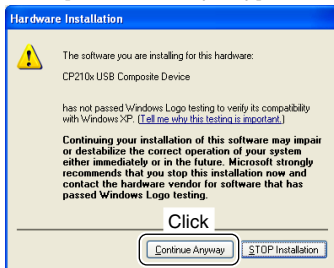 Hardware Installation
The software you are installing for this hardware:
CP210x USB Composite Device
has not passed Windows Logo testing to verify its compatibility
with Windows XP. (Tell me why this testing is important.)
Continuing your installation of this software may impair
or destabilize the correct operation of your system
either immediately or in the future. Microsoft strongly
recommends that you stop this installation now and
contact the hardware vendor for software that has
passed Windows Logo testing.
Click
Continue Anyway STOP Installation